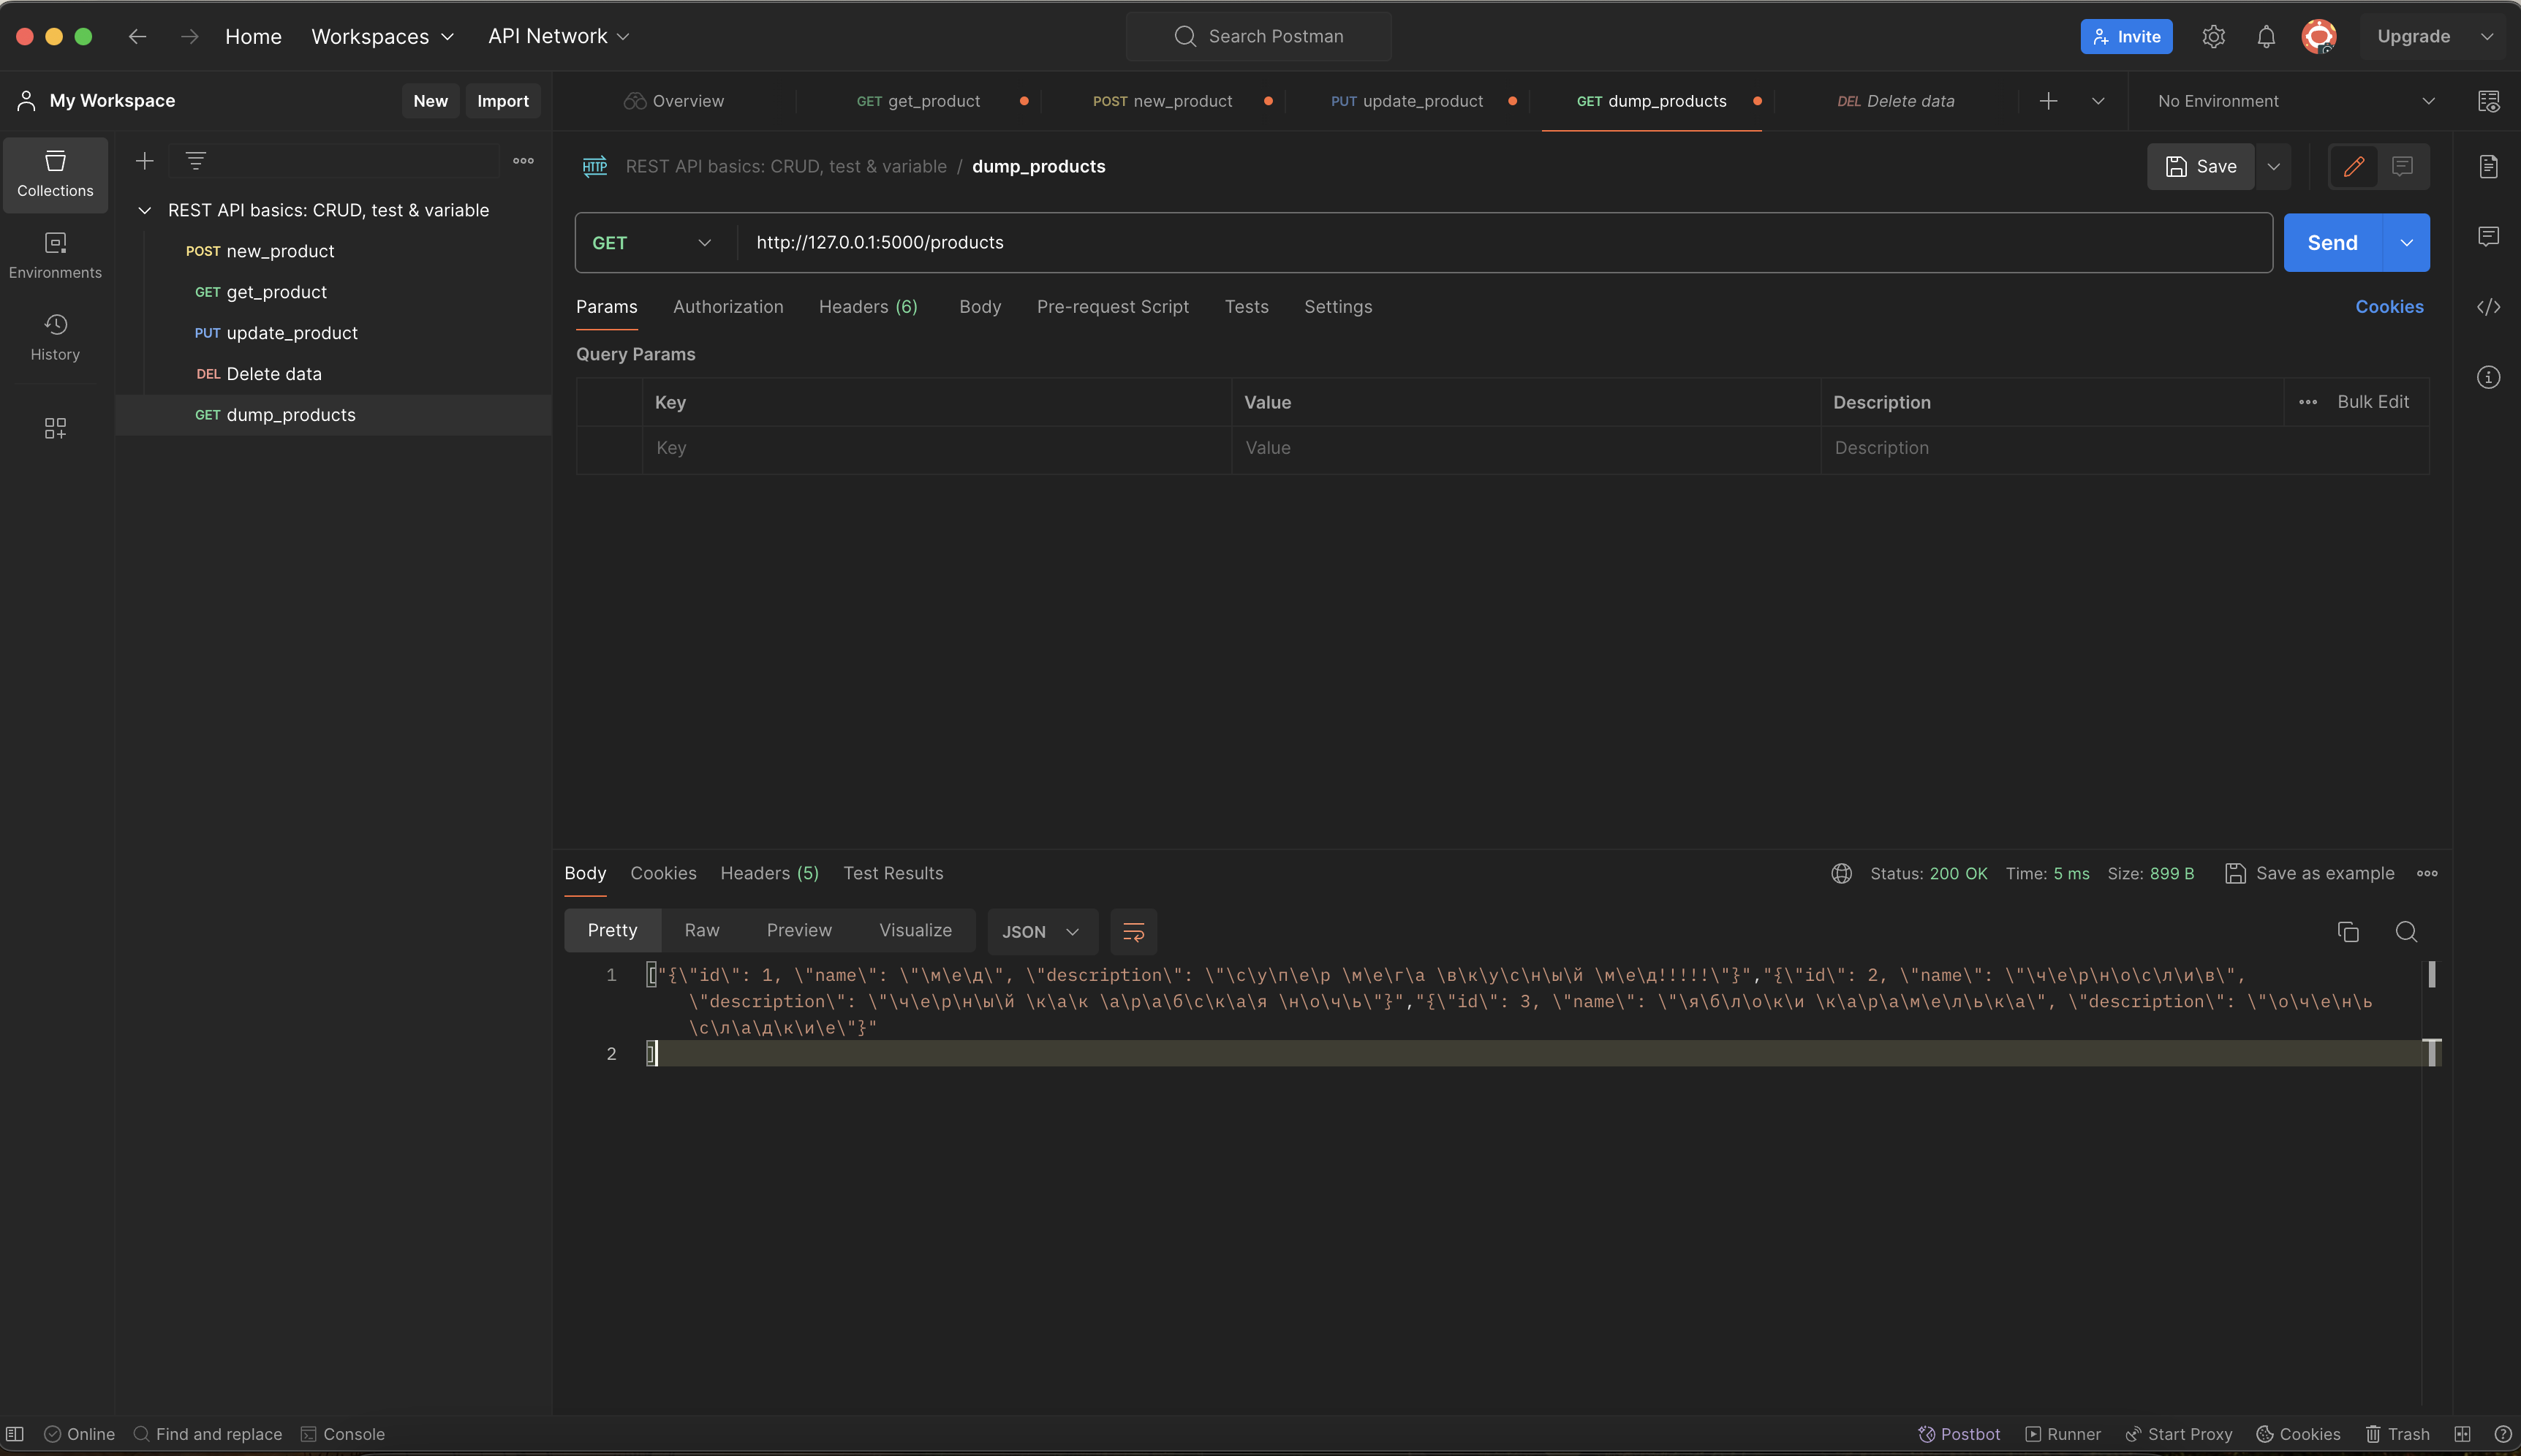 Home Workspaces API Network Search Postman Invite Upgrade
My Workspace New Import Overview GET get_product POST new_product PUT update_product GET dump_products DEL Delete data No Environment
Collections
Environments
History
REST API basics: CRUD, test & variable
POST new_product
GET get_product
PUT update_product
DEL Delete data
GET dump_products
HTTP REST API basics: CRUD, test & variable / dump_products Save
GET http://127.0.0.1:5000/products Send
Params Authorization Headers (6) Body Pre-request Script Tests Settings Cookies
Query Params
Key Value Description Bulk Edit
Key Value Description
Body Cookies Headers (5) Test Results Status: 200 OK Time: 5 ms Size: 899 B Save as example
Pretty Raw Preview Visualize JSON
1 ["{\"id\": 1, \"name\": \"\м\е\д\", \"description\": \"\с\у\п\е\р \м\е\г\а \в\к\у\с\н\ы\й \м\е\д!!!!!\"}","{\"id\": 2, \"name\": \"\ч\е\р\н\о\с\л\и\в\",
\"description\": \"\ч\е\р\н\ы\й \к\а\к \а\р\а\б\с\к\а\я \н\о\ч\ь\"}","{\"id\": 3, \"name\": \"\я\б\л\о\к\и \к\а\р\а\м\е\л\ь\к\а\", \"description\": \"\о\ч\е\н\ь
\с\л\а\д\к\и\е\"}"
2 ]
Online Find and replace Console Postbot Runner Start Proxy Cookies Trash